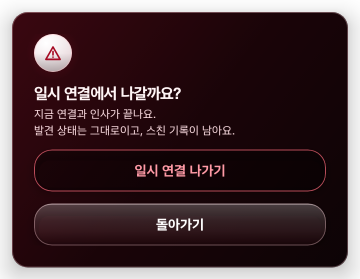 일시 연결에서 나갈까요?
지금 연결과 인사가 끝나요.
발견 상태는 그대로이고, 스친 기록이 남아요.
일시 연결 나가기
돌아가기